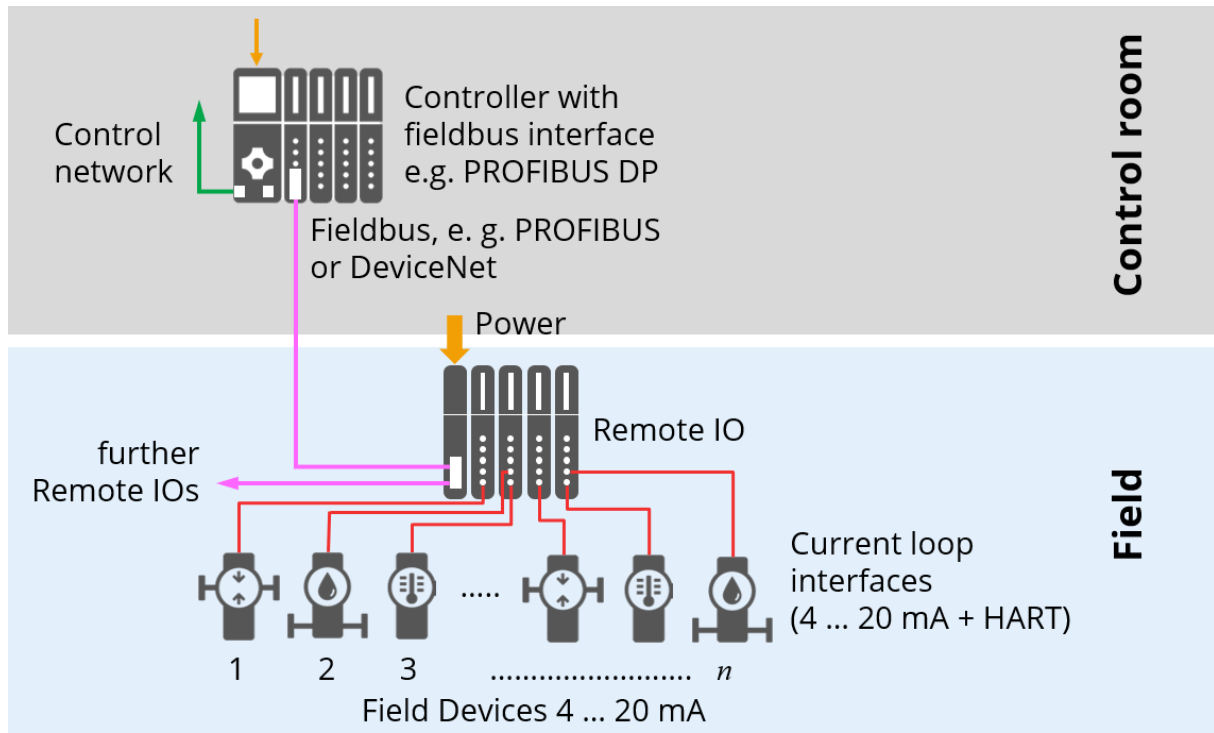 Control
network
Controller with
fieldbus interface
e.g. PROFIBUS DP
Fieldbus, e. g. PROFIBUS
or DeviceNet
Control room
Power
Remote IO
further
Remote IOs
Field
Current loop
interfaces
(4 ... 20 mA + HART)
.....
1 2 3 ........................ n
Field Devices 4 ... 20 mA